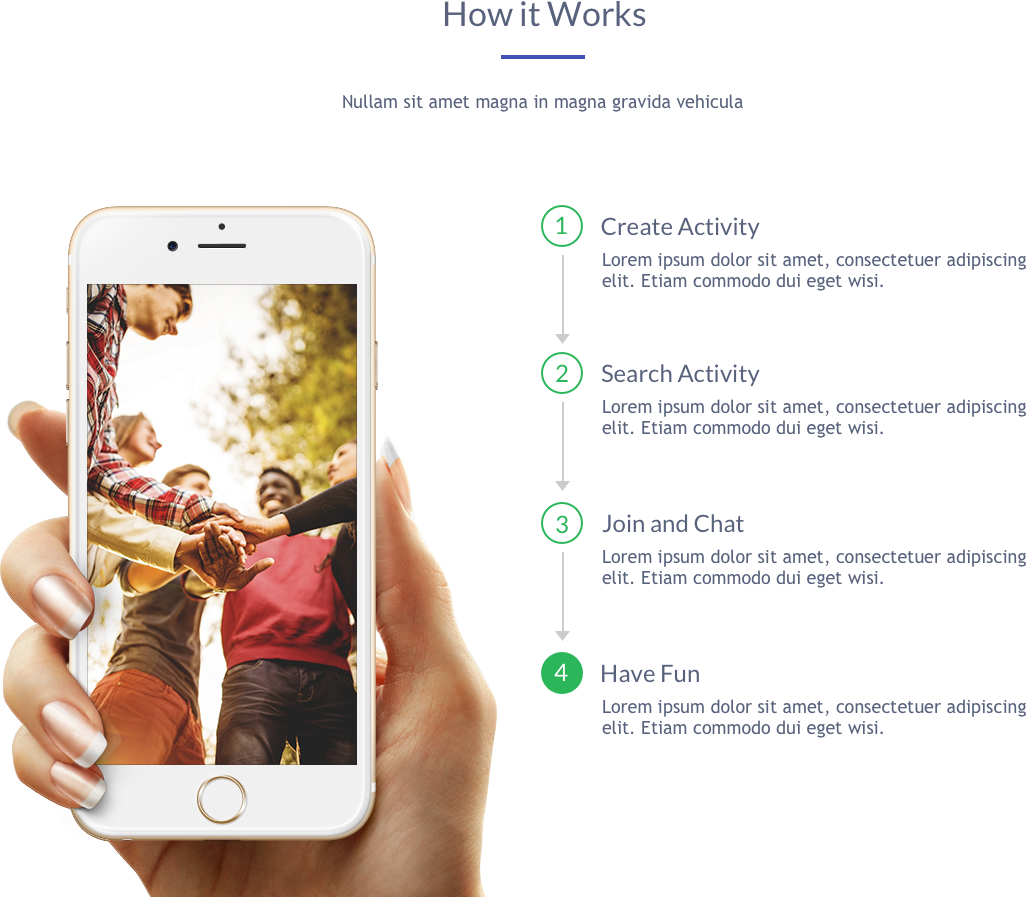 How it Works
Nullam sit amet magna in magna gravida vehicula
1
Create Activity
Lorem ipsum dolor sit amet, consectetuer adipiscing
elit. Etiam commodo dui eget wisi.
2
Search Activity
Lorem ipsum dolor sit amet, consectetuer adipiscing
elit. Etiam commodo dui eget wisi.
3
Join and Chat
Lorem ipsum dolor sit amet, consectetuer adipiscing
elit. Etiam commodo dui eget wisi.
4
Have Fun
Lorem ipsum dolor sit amet, consectetuer adipiscing
elit. Etiam commodo dui eget wisi.